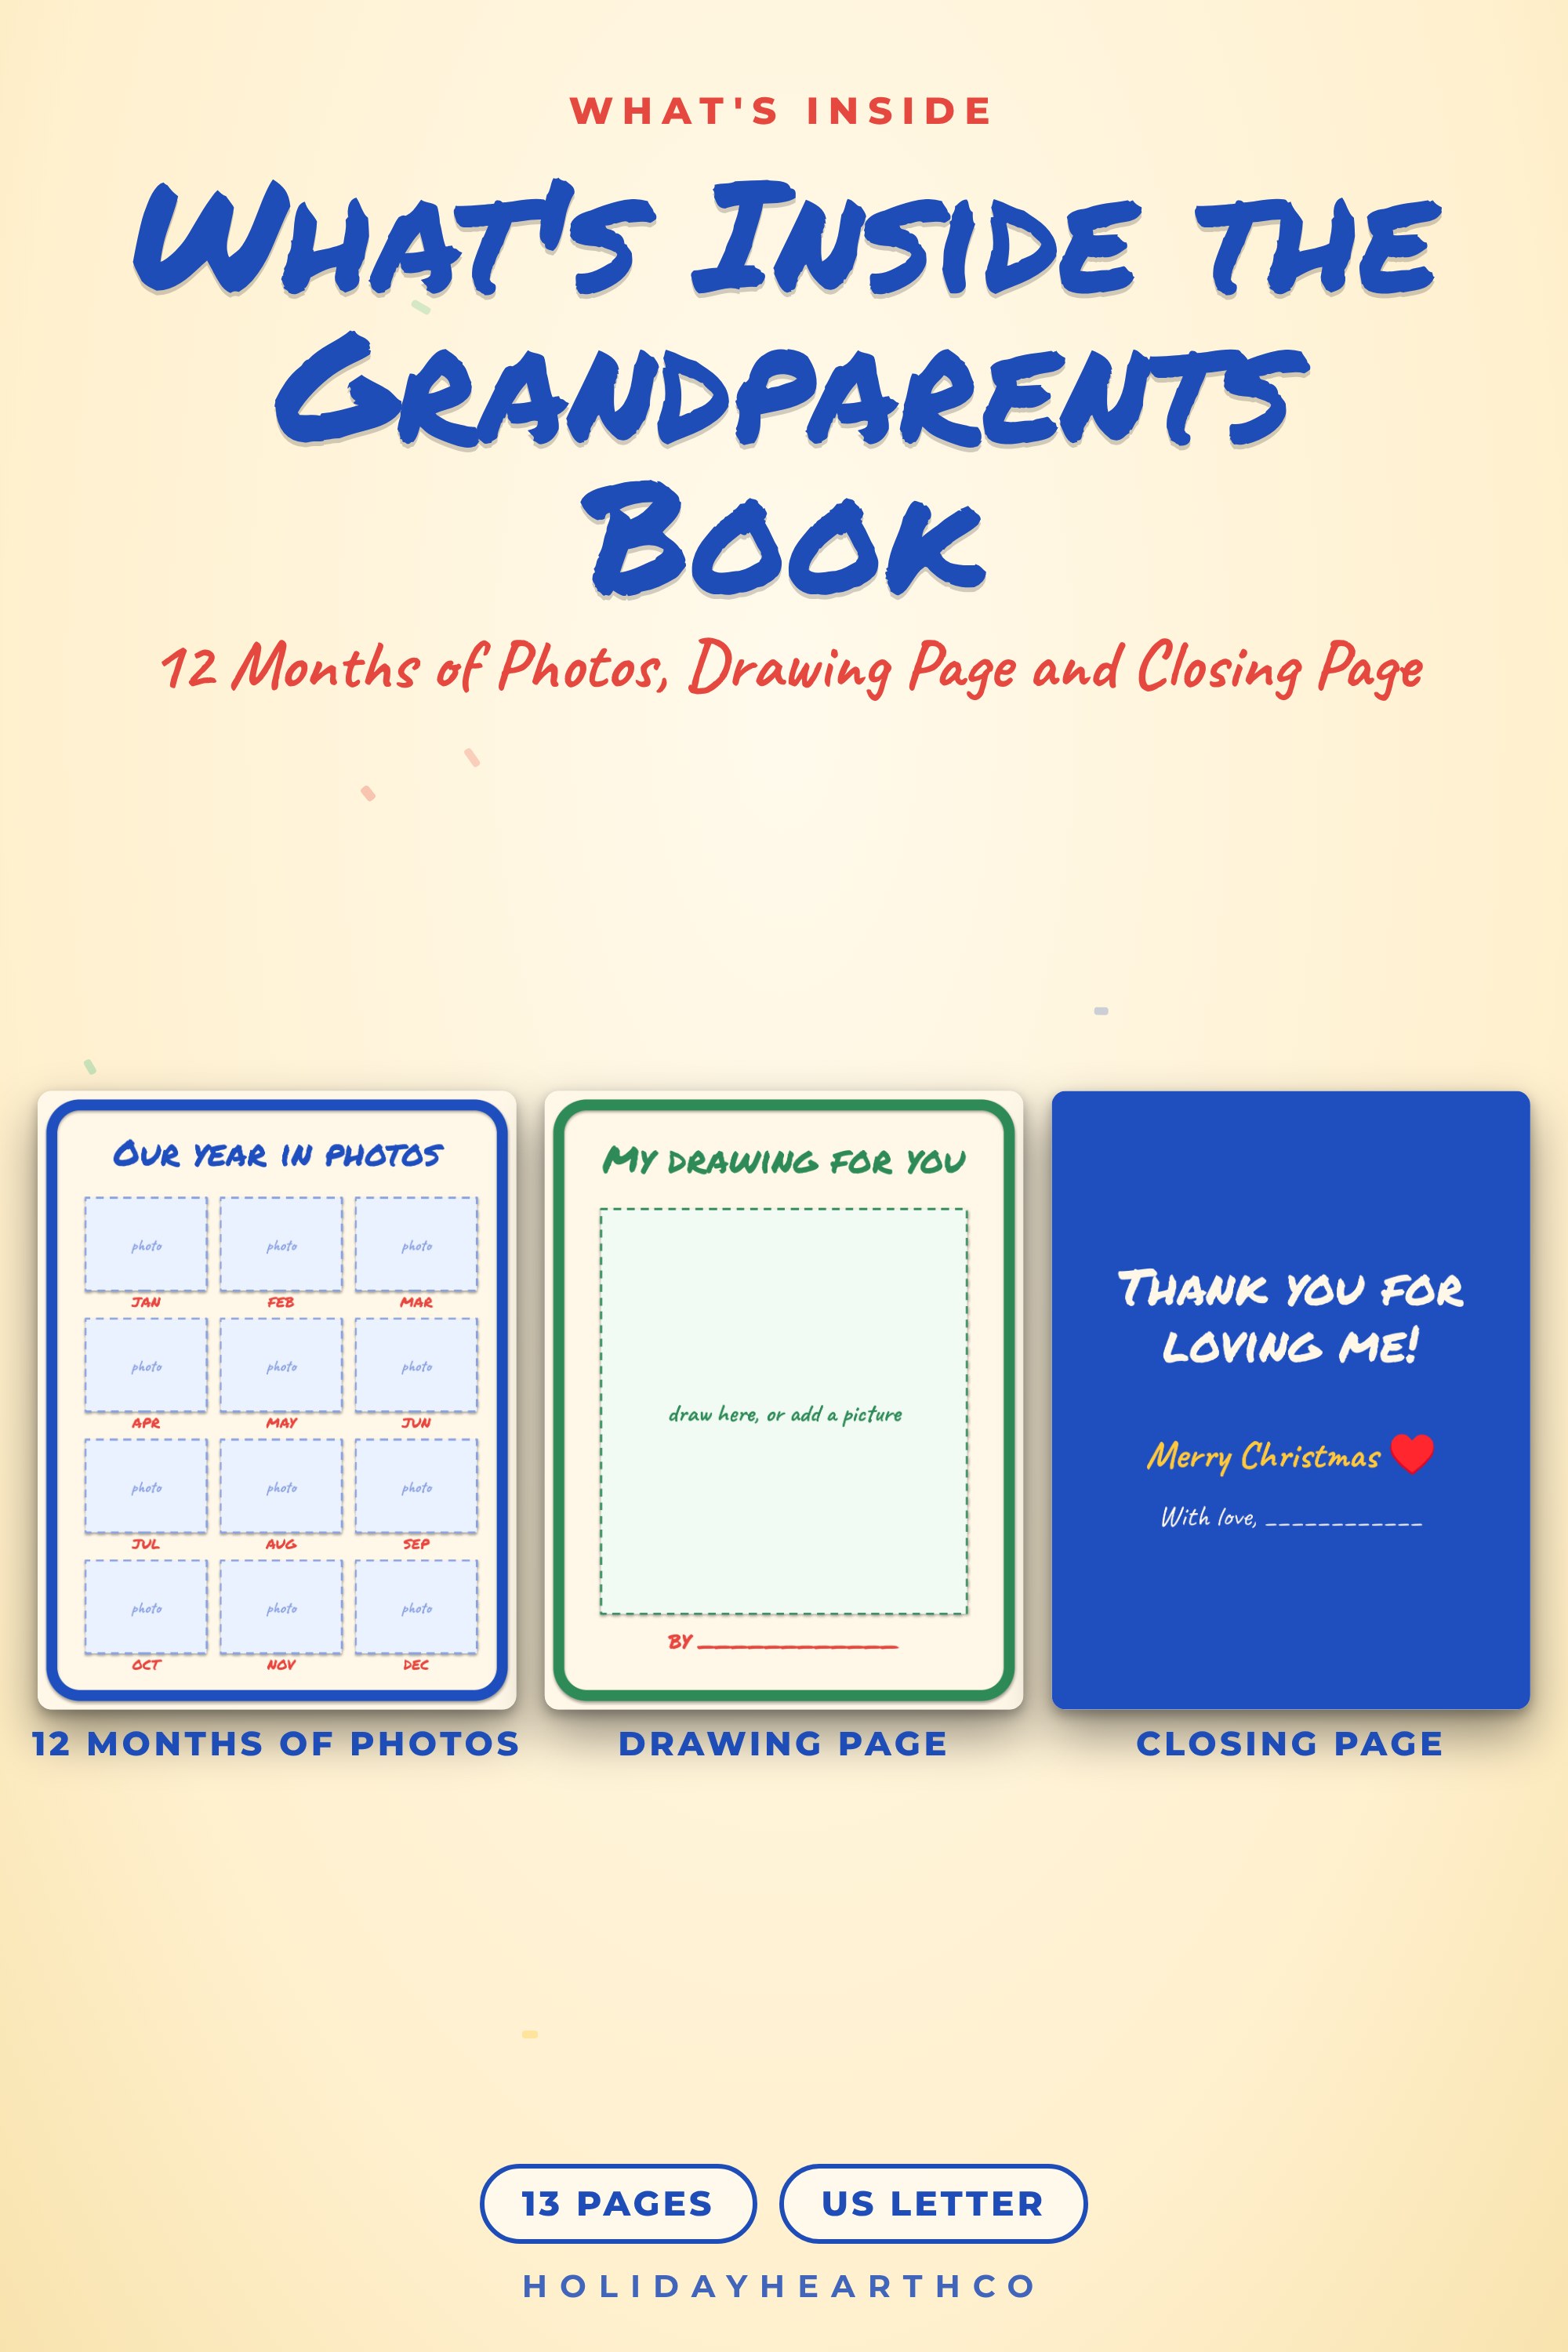 WHAT'S INSIDE
WHAT'S INSIDE THE
GRANDPARENTS
BOOK
12 Months of Photos, Drawing Page and Closing Page
OUR YEAR IN PHOTOS
photo photo photo
JAN FEB MAR
photo photo photo
APR MAY JUN
photo photo photo
JUL AUG SEP
photo photo photo
OCT NOV DEC
12 MONTHS OF PHOTOS
MY DRAWING FOR YOU
draw here, or add a picture
BY ____________
DRAWING PAGE
THANK YOU FOR
LOVING ME!
Merry Christmas ❤️
With love, ____________
CLOSING PAGE
13 PAGES
US LETTER
HOLIDAYHEARTHCO